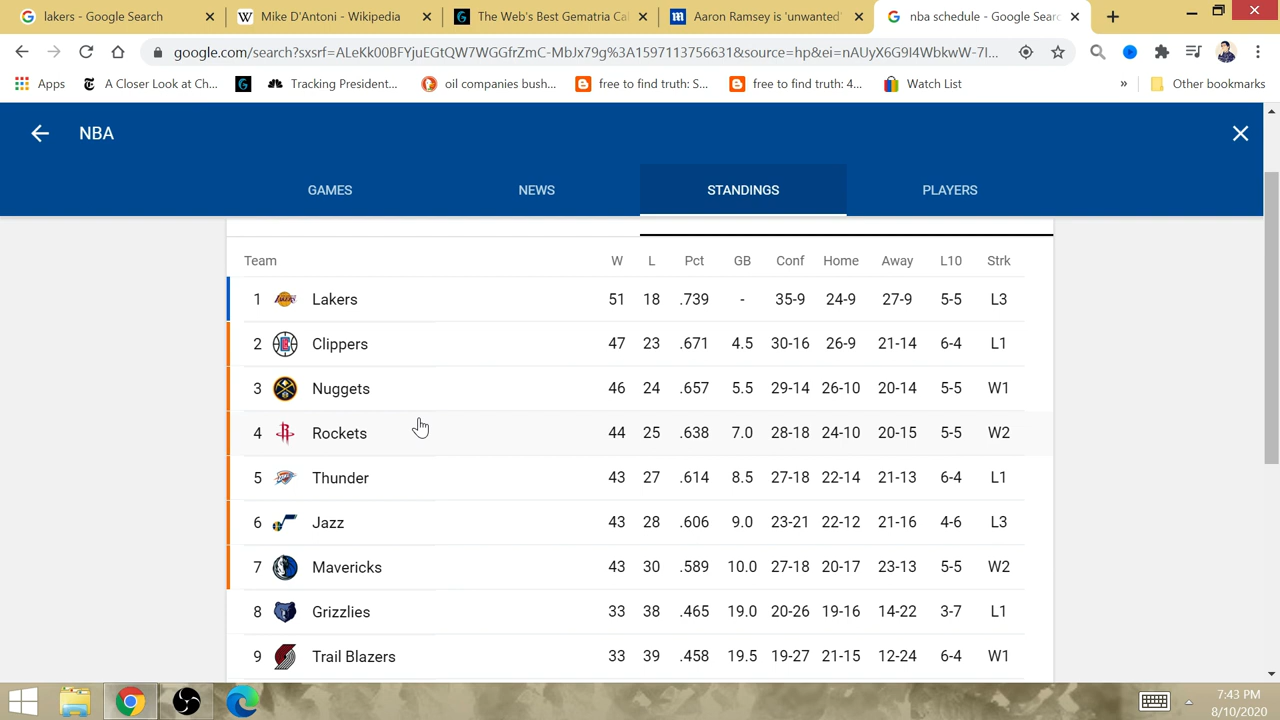 lakers - Google Search
Mike D'Antoni - Wikipedia
The Web's Best Gematria Ca
Aaron Ramsey is 'unwanted'
nba schedule - Google Sear
google.com/search?sxsrf=ALeKk00BFYjuEGtOW7WGGfrZmC-MbJx79g%3A1597113756631&source=hp&ei=nAUyX6G9I4WbkwW-7I...
Apps
A Closer Look at Ch...
Tracking President...
oil companies bush...
free to find truth: S...
free to find truth: 4...
Watch List
»
Other bookmarks
NBA
GAMES NEWS STANDINGS PLAYERS
Team W L Pct GB Conf Home Away L10 Strk
1 Lakers 51 18 .739 - 35-9 24-9 27-9 5-5 L3
2 Clippers 47 23 .671 4.5 30-16 26-9 21-14 6-4 L1
3 Nuggets 46 24 .657 5.5 29-14 26-10 20-14 5-5 W1
4 Rockets 44 25 .638 7.0 28-18 24-10 20-15 5-5 W2
5 Thunder 43 27 .614 8.5 27-18 22-14 21-13 6-4 L1
6 Jazz 43 28 .606 9.0 23-21 22-12 21-16 4-6 L3
7 Mavericks 43 30 .589 10.0 27-18 20-17 23-13 5-5 W2
8 Grizzlies 33 38 .465 19.0 20-26 19-16 14-22 3-7 L1
9 Trail Blazers 33 39 .458 19.5 19-27 21-15 12-24 6-4 W1
7:43 PM
8/10/2020